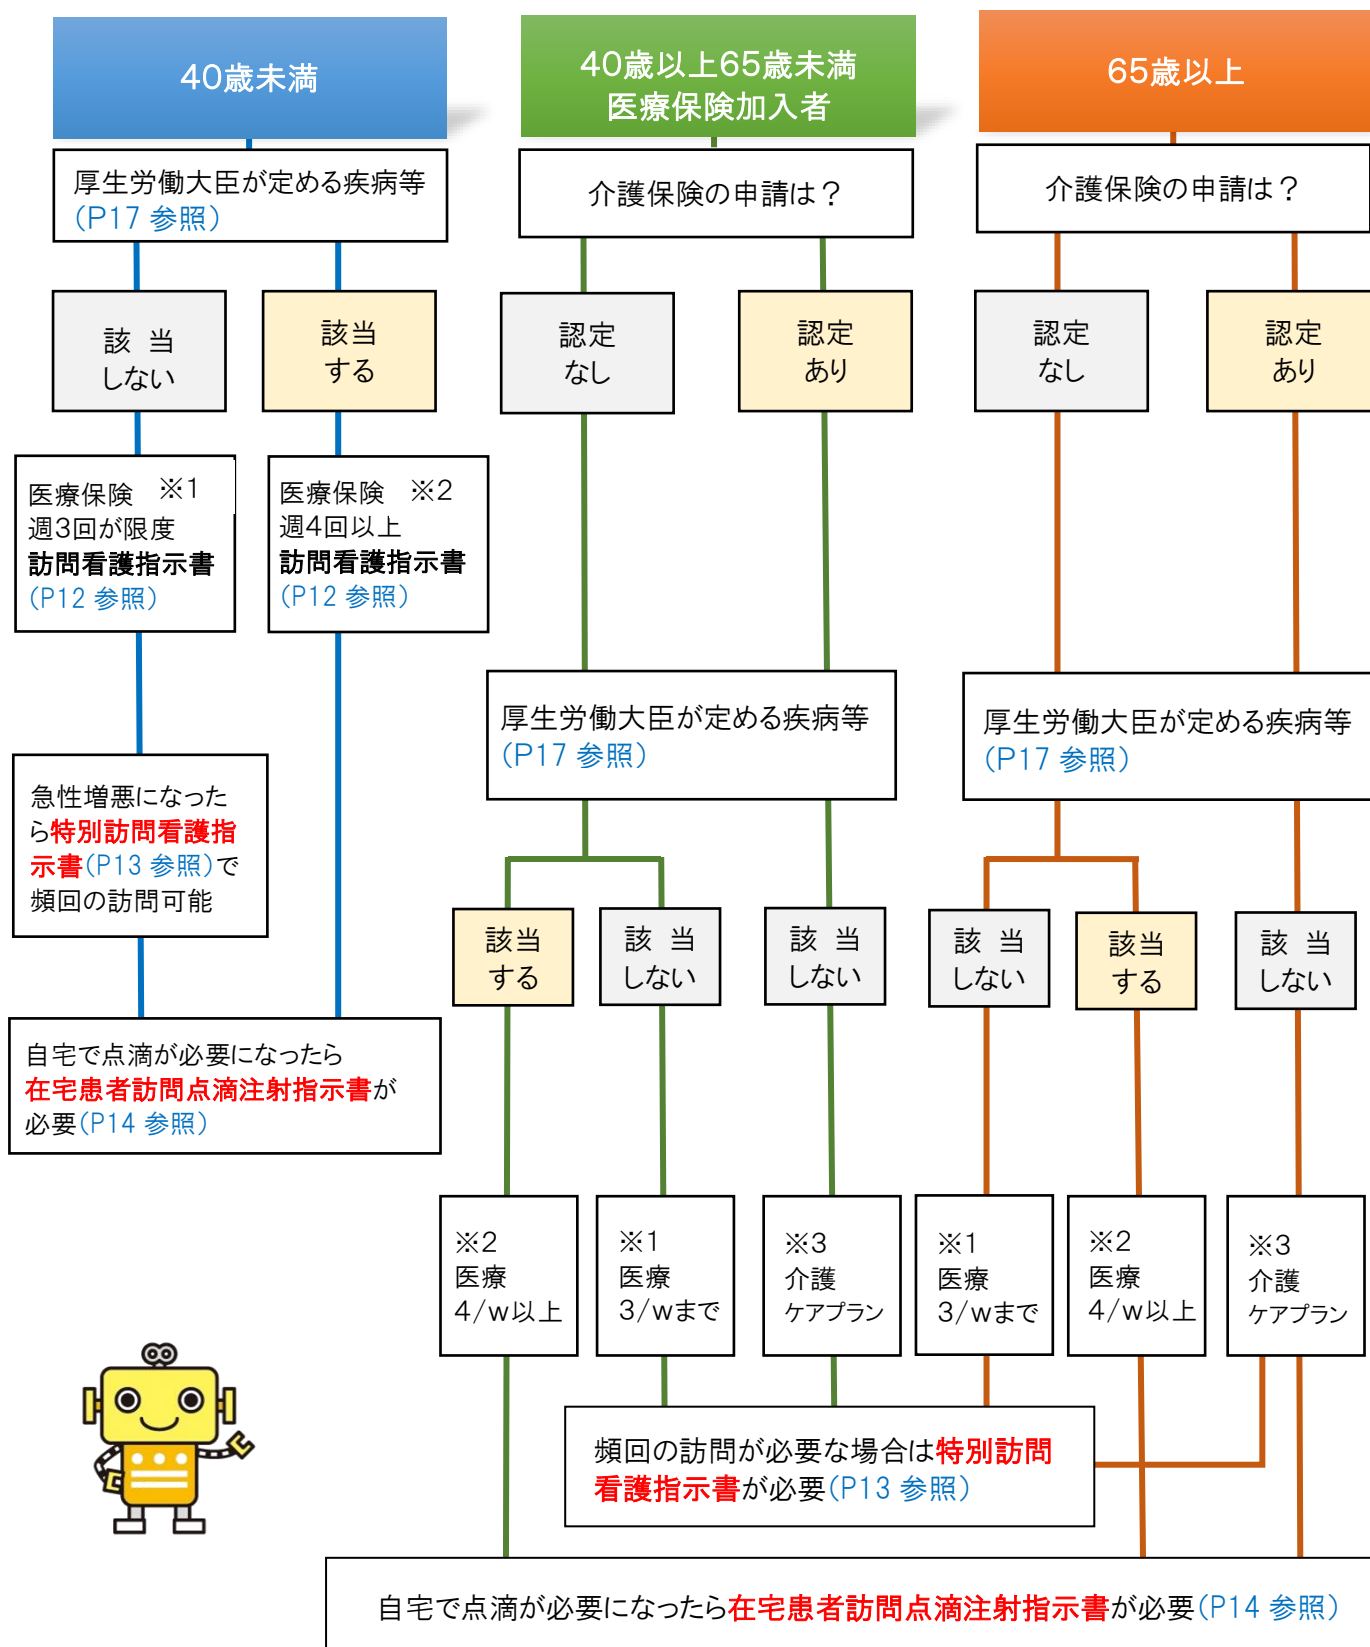 40歳未満
厚生労働大臣が定める疾病等
(P17 参照)
該 当
しない
該当
する
医療保険 ※1
週3回が限度
訪問看護指示書
(P12 参照)
医療保険 ※2
週4回以上
訪問看護指示書
(P12 参照)
急性増悪になった
ら特別訪問看護指
示書(P13 参照)で
頻回の訪問可能
自宅で点滴が必要になったら
在宅患者訪問点滴注射指示書が
必要(P14 参照)
40歳以上65歳未満
医療保険加入者
介護保険の申請は?
認定
なし
認定
あり
厚生労働大臣が定める疾病等
(P17 参照)
該当
する
該 当
しない
該 当
しない
※2
医療
4/w以上
※1
医療
3/wまで
※3
介護
ケアプラン
65歳以上
介護保険の申請は?
認定
なし
認定
あり
厚生労働大臣が定める疾病等
(P17 参照)
該 当
しない
該当
する
該 当
しない
※1
医療
3/wまで
※2
医療
4/w以上
※3
介護
ケアプラン
頻回の訪問が必要な場合は特別訪問
看護指示書が必要(P13 参照)
自宅で点滴が必要になったら在宅患者訪問点滴注射指示書が必要(P14 参照)